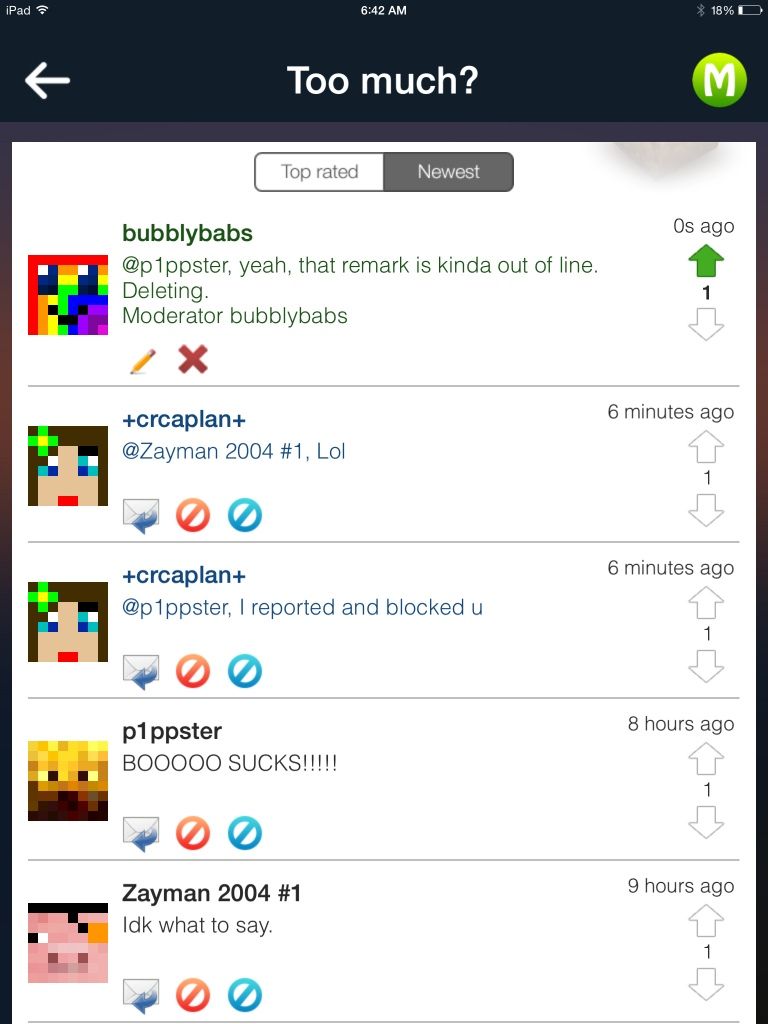 iPad 6:42 AM 18%
Too much? M
Top rated Newest
bubblybabs 0s ago
@p1ppster, yeah, that remark is kinda out of line.
Deleting.
Moderator bubblybabs
1
+crcaplan+ 6 minutes ago
@Zayman 2004 #1, Lol
1
+crcaplan+ 6 minutes ago
@p1ppster, I reported and blocked u
1
p1ppster 8 hours ago
BOOOOO SUCKS!!!!!
1
Zayman 2004 #1 9 hours ago
Idk what to say.
1